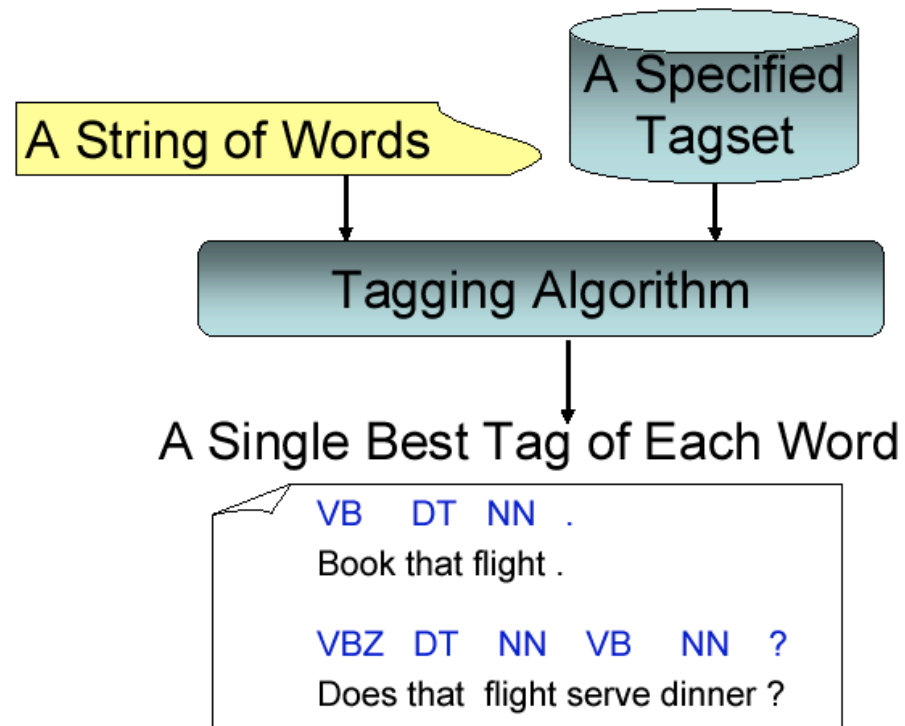 A String of Words
A Specified
Tagset
Tagging Algorithm
A Single Best Tag of Each Word
VB DT NN .
Book that flight .
VBZ DT NN VB NN ?
Does that flight serve dinner ?